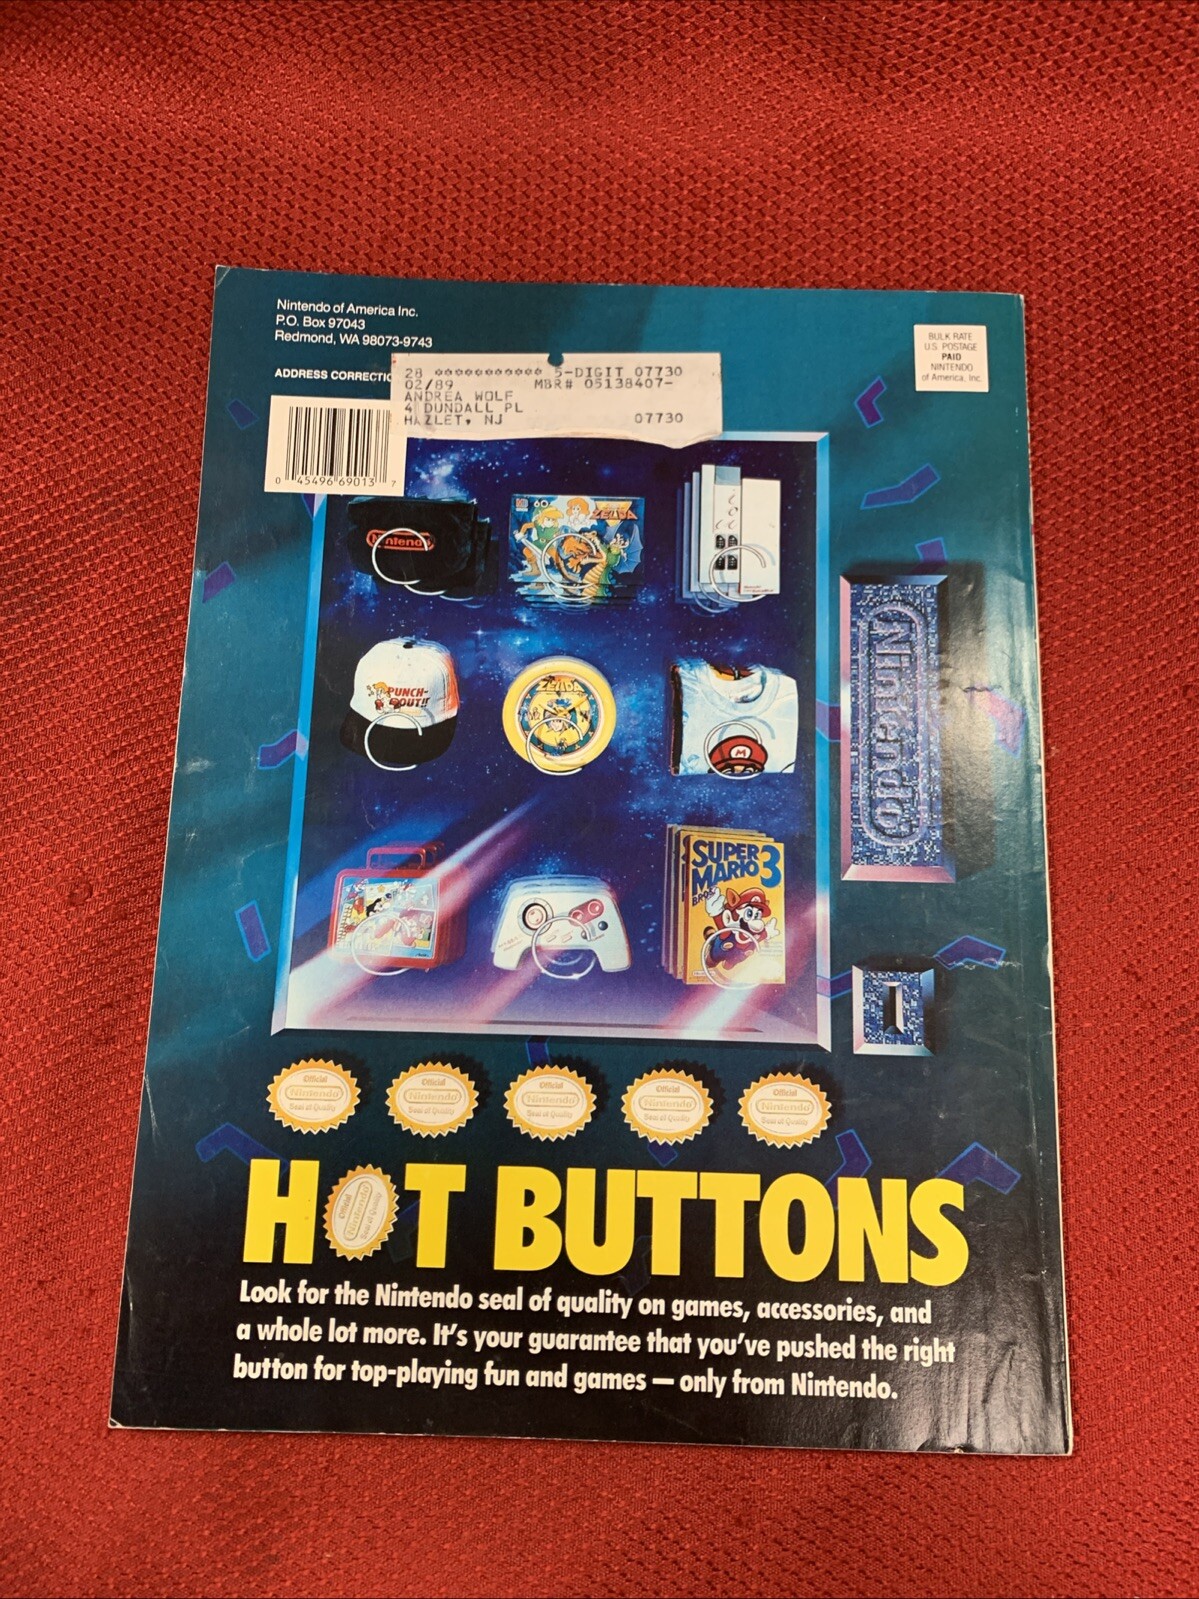 Nintendo of America Inc.
P.O. Box 97043
Redmond, WA 98073-9743
BULK RATE
U.S. POSTAGE
PAID
NINTENDO
of America, Inc.
ADDRESS CORRECTIO
28 *********** 5-DIGIT 07730
02/89 MBR# 05138407-
ANDREA WOLF
4 DUNDALL PL
HAZLET, NJ 07730
0 45496 69013 7
Nintendo
60
ZELDA
PUNCH-
OUT!!
ZELDA
M
Nintendo
SUPER
MARIO 3
BROS
Official
Nintendo
Seal of Quality
Official
Nintendo
Seal of Quality
Official
Nintendo
Seal of Quality
Official
Nintendo
Seal of Quality
Official
Nintendo
Seal of Quality
HOT BUTTONS
Official
Nintendo
Seal of Quality
Look for the Nintendo seal of quality on games, accessories, and
a whole lot more. It's your guarantee that you've pushed the right
button for top-playing fun and games — only from Nintendo.